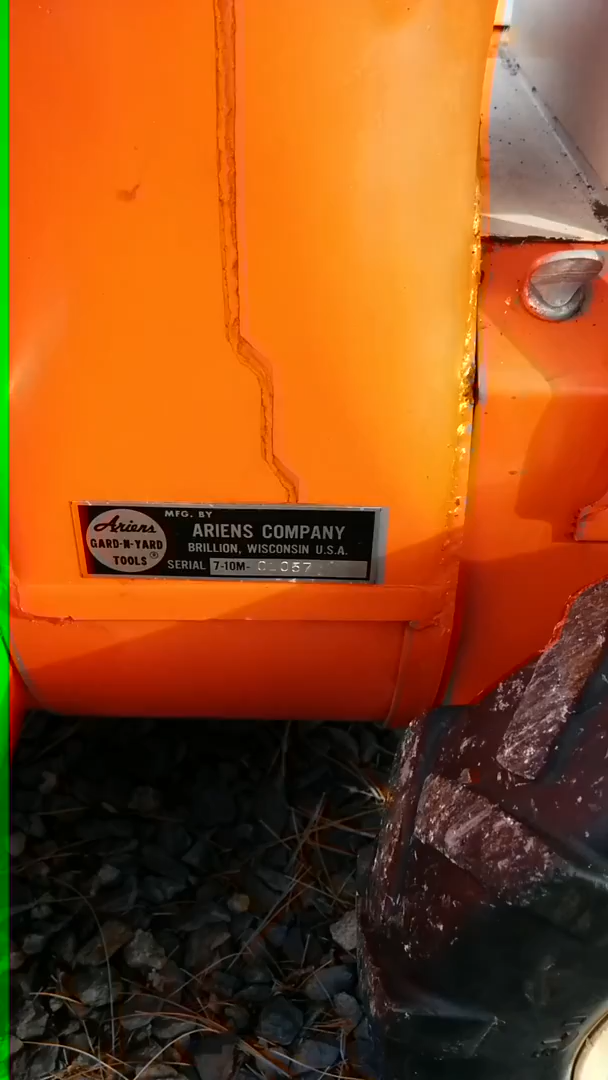 Ariens
GARD-N-YARD
TOOLS ®
MFG. BY
ARIENS COMPANY
BRILLION, WISCONSIN U.S.A.
SERIAL 7-10M-